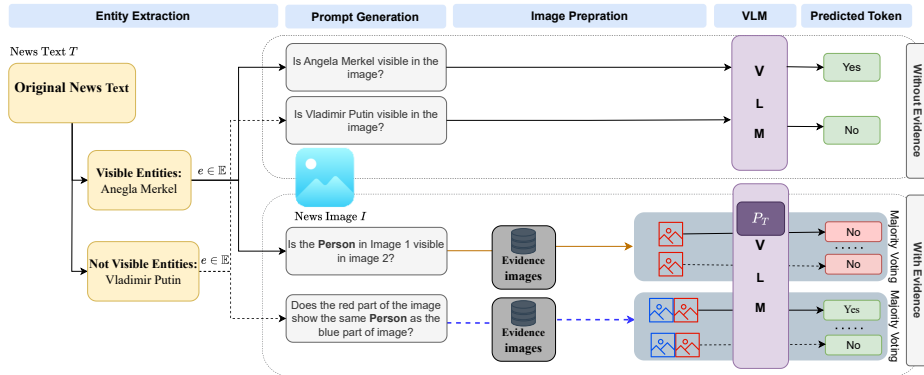 Entity Extraction
Prompt Generation
Image Prepration
VLM
Predicted Token
News Text T
Original News Text
Visible Entities:
Anegla Merkel
Not Visible Entities:
Vladimir Putin
e ∈ 𝔼
e ∈ 𝔼
Is Angela Merkel visible in the
image?
Is Vladimir Putin visible in the
image?
V
L
M
Yes
No
Without Evidence
News Image I
Is the Person in Image 1 visible
in image 2?
Does the red part of the image
show the same Person as the
blue part of image?
Evidence
images
Evidence
images
P_T
V
L
M
No
.....
No
Majority Voting
Yes
.....
No
Majority Voting
With Evidence